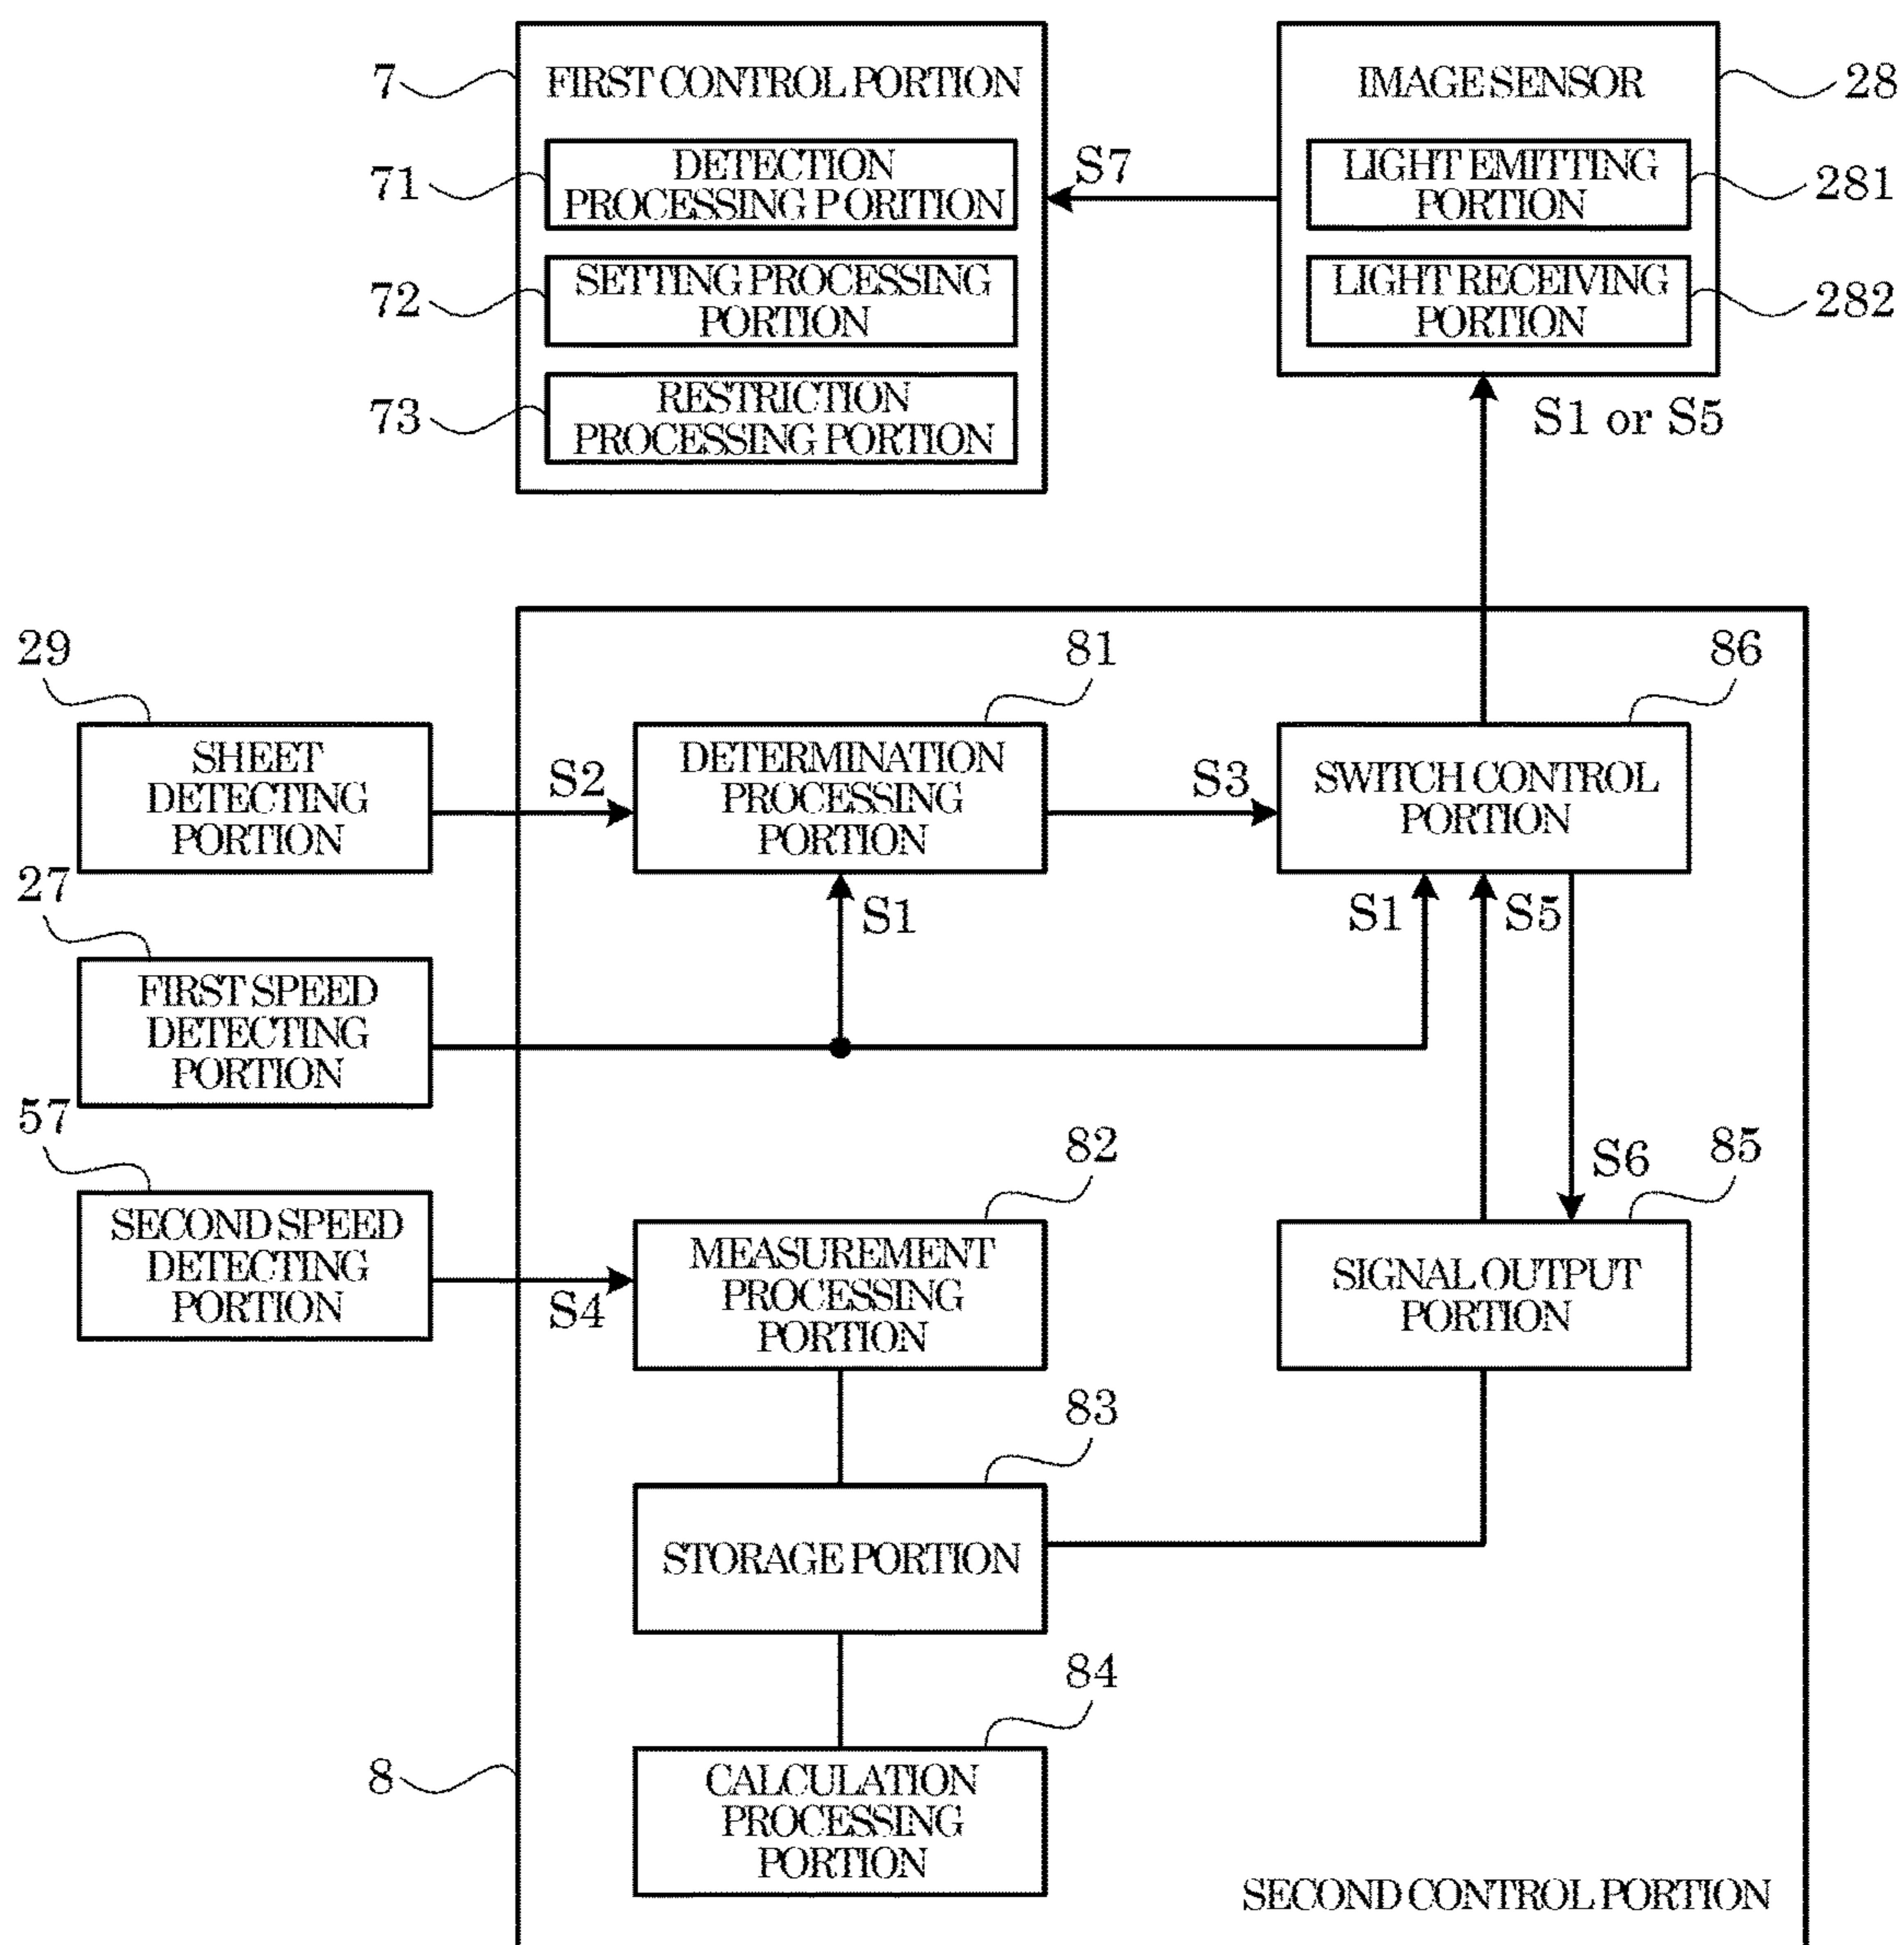 7
FIRST CONTROL PORTION
71
DETECTION
PROCESSING P ORITION
72
SETTING PROCESSING
PORTION
73
RESTRICTION
PROCESSING PORTION
S7
IMAGE SENSOR
28
LIGHT EMITTING
PORTION
281
LIGHT RECEIVING
PORTION
282
S1 or S5
29
SHEET
DETECTING
PORTION
S2
81
DETERMINATION
PROCESSING
PORTION
S3
86
SWITCH CONTROL
PORTION
27
FIRST SPEED
DETECTING
PORTION
S1
S1
S5
57
SECOND SPEED
DETECTING
PORTION
S4
82
MEASUREMENT
PROCESSING
PORTION
S6
85
SIGNAL OUTPUT
PORTION
83
STORAGE PORTION
84
CALCULATION
PROCESSING
PORTION
8
SECOND CONTROL PORTION